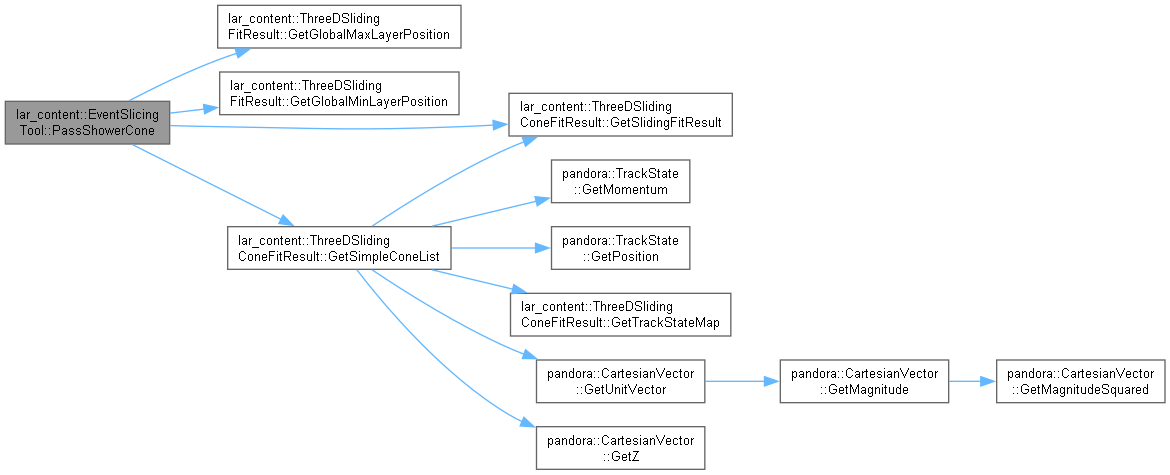 lar_content::ThreeDSliding
FitResult::GetGlobalMaxLayerPosition
lar_content::ThreeDSliding
FitResult::GetGlobalMinLayerPosition
lar_content::EventSlicing
Tool::PassShowerCone
lar_content::ThreeDSliding
ConeFitResult::GetSlidingFitResult
pandora::TrackState
::GetMomentum
lar_content::ThreeDSliding
ConeFitResult::GetSimpleConeList
pandora::TrackState
::GetPosition
lar_content::ThreeDSliding
ConeFitResult::GetTrackStateMap
pandora::CartesianVector
::GetUnitVector
pandora::CartesianVector
::GetMagnitude
pandora::CartesianVector
::GetMagnitudeSquared
pandora::CartesianVector
::GetZ